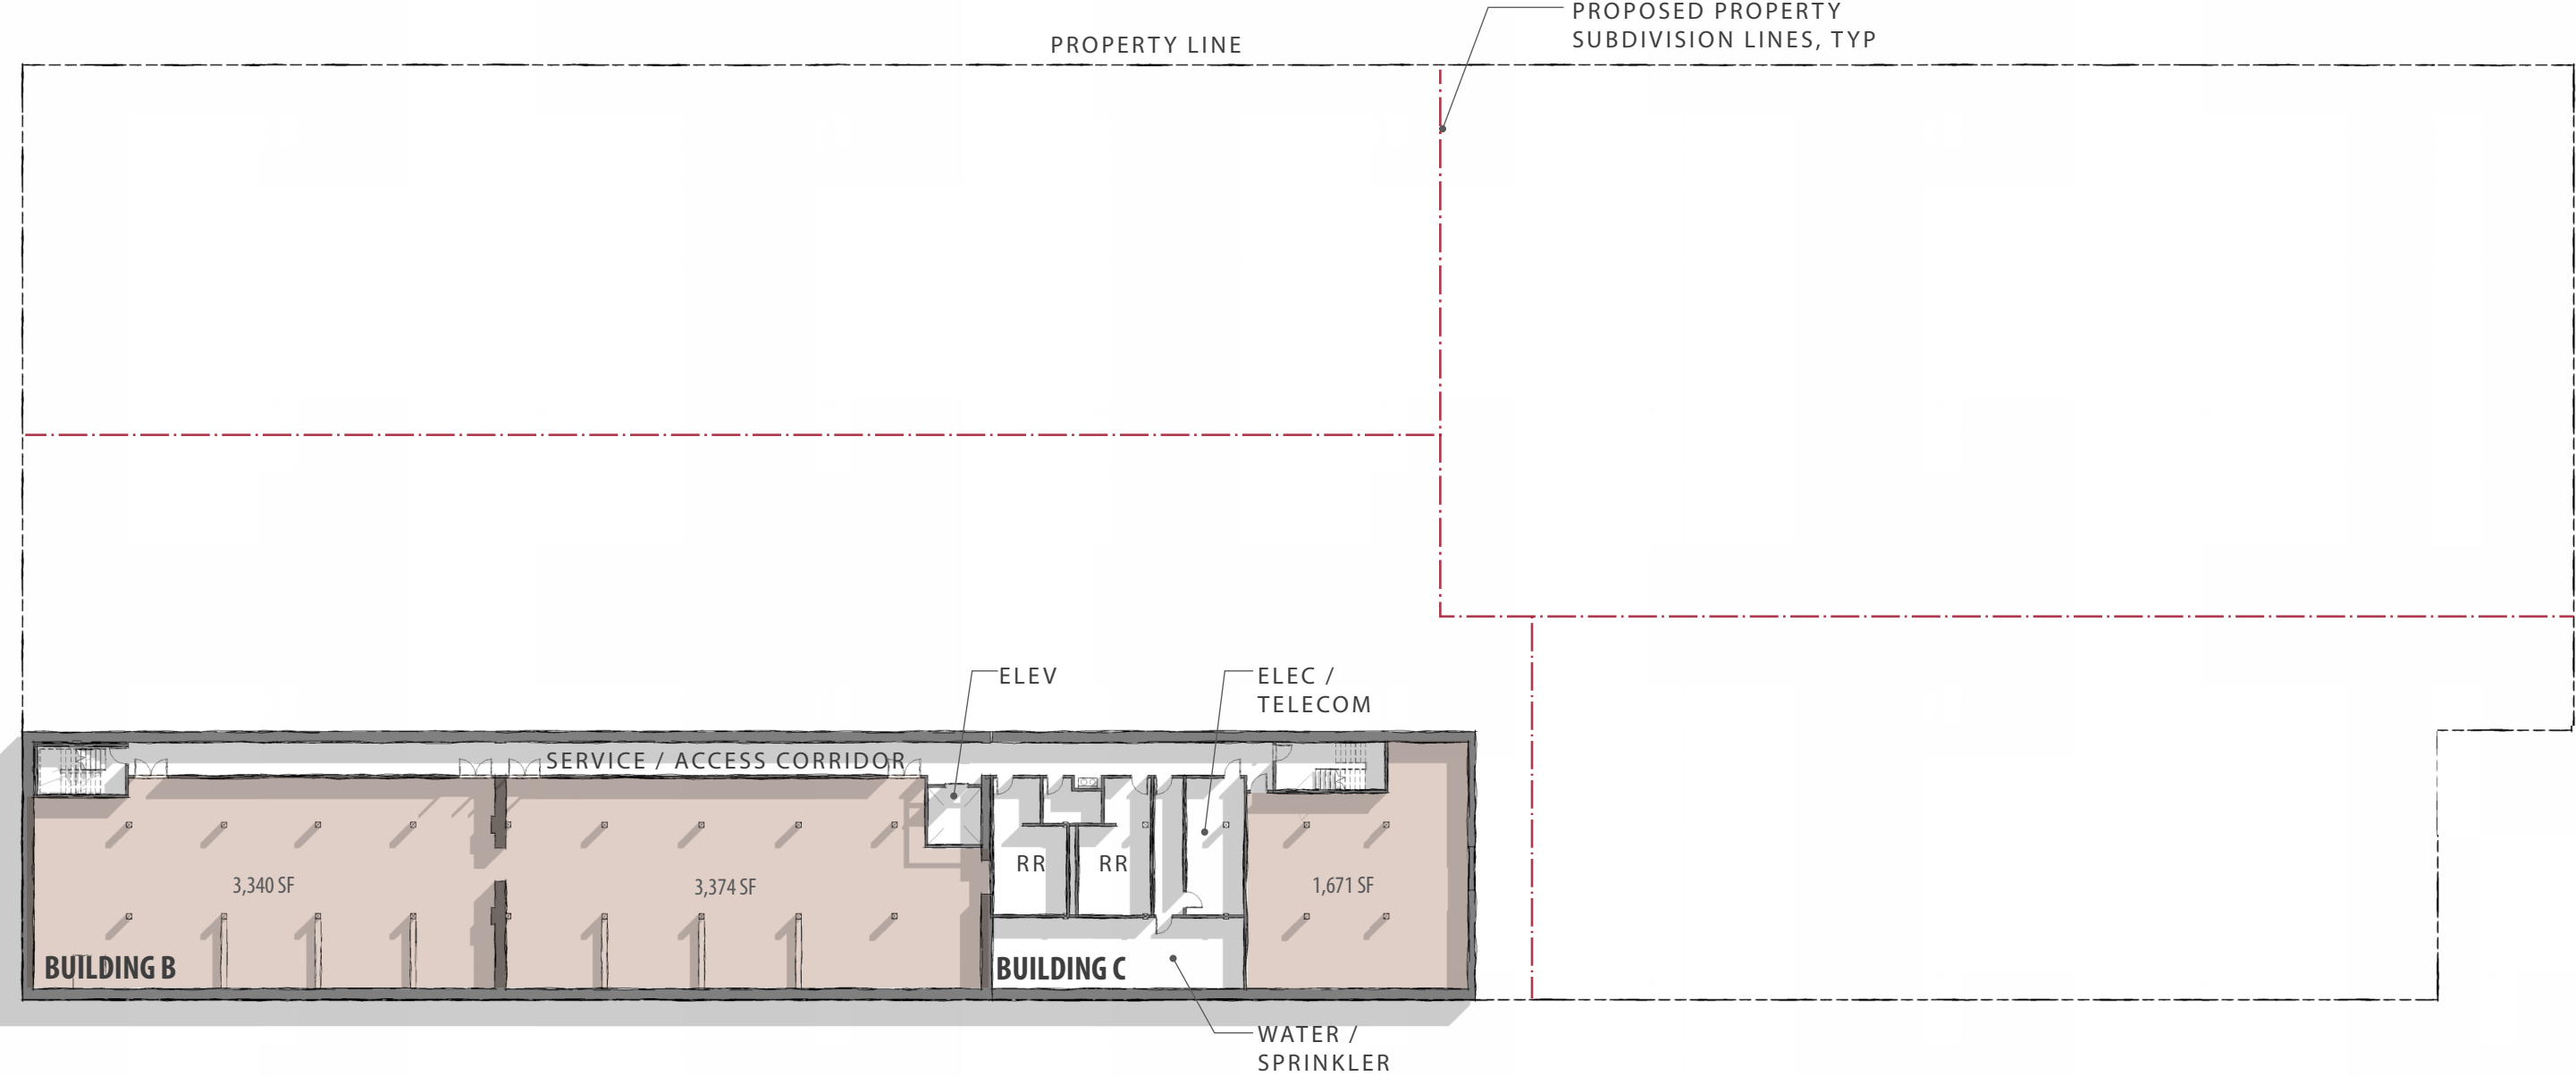 PROPOSED PROPERTY
SUBDIVISION LINES, TYP
PROPERTY LINE
ELEV
ELEC /
TELECOM
SERVICE / ACCESS CORRIDOR
RR
RR
3,340 SF
3,374 SF
1,671 SF
BUILDING B
BUILDING C
WATER /
SPRINKLER